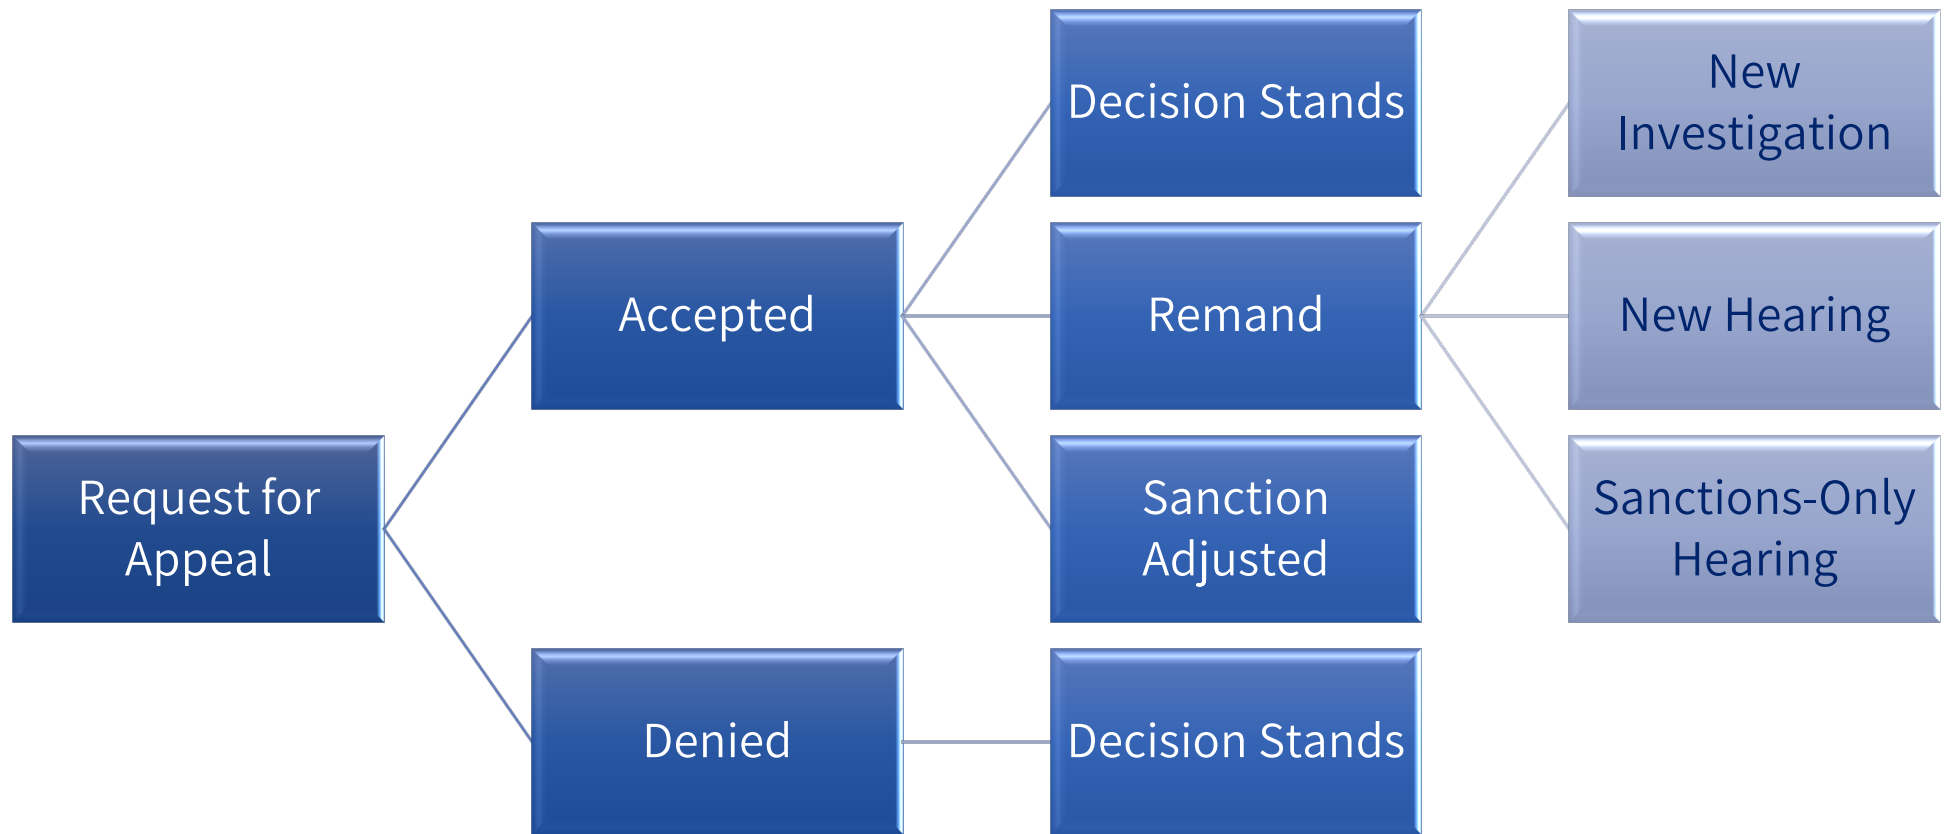 Request for
Appeal
Accepted
Decision Stands
Remand
New
Investigation
New Hearing
Sanctions-Only
Hearing
Sanction
Adjusted
Denied
Decision Stands